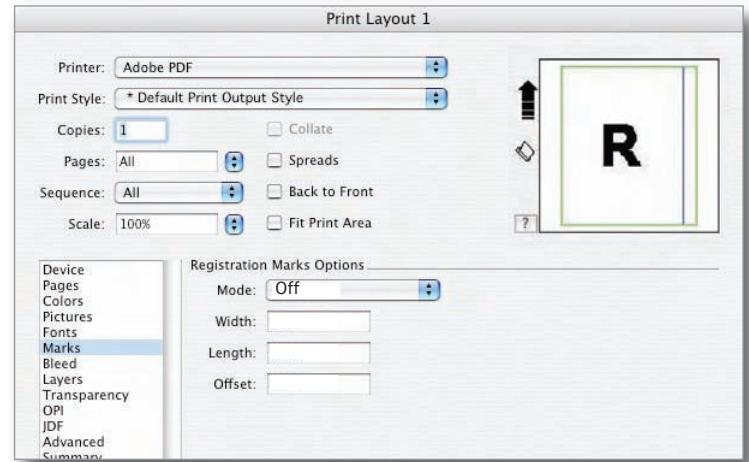 Print Layout 1
Printer: Adobe PDF
Print Style: * Default Print Output Style
Copies: 1 Collate
Pages: All Spreads
Sequence: All Back to Front
Scale: 100% Fit Print Area
R
?
Device
Pages
Colors
Pictures
Fonts
Marks
Bleed
Layers
Transparency
OPI
JDF
Advanced
Summary
Registration Marks Options
Mode: Off
Width:
Length:
Offset: